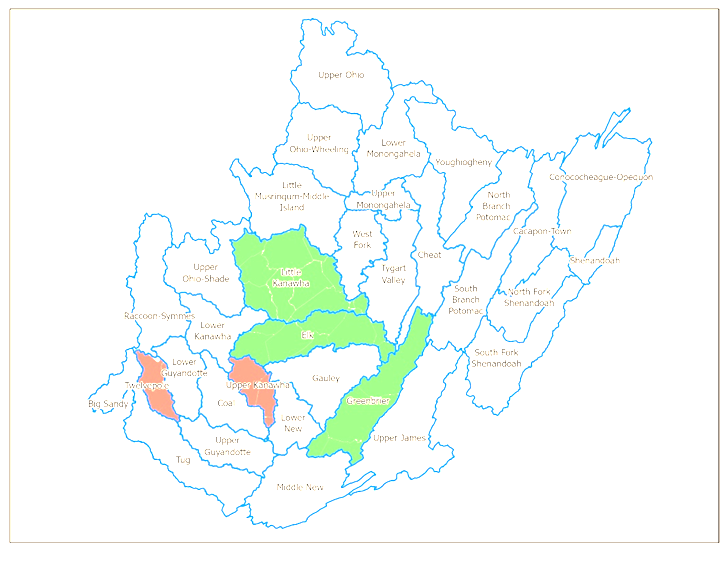 Upper Ohio
Upper
Ohio-Wheeling
Lower
Monongahela
Youghogheny
Conococheague-Opequon
Little
Musringum-Middle-
Island
Upper
Monongahela
North
Branch
Potomac
Cacapon-Town
West
Fork
Cheat
Shenandoah
Upper
Ohio-Shade
Little
Kanawha
Tygart
Valley
South
Branch
Potomac
North Fork
Shenandoah
Raccoon-Symmes
Lower
Kanawha
Elk
South Fork
Shenandoah
Lower
Guyandotte
Twelvepole
Upper Kanawha
Gauley
Big Sandy
Coal
Greenbrier
Lower
New
Upper
Guyandotte
Upper James
Tug
Middle-New